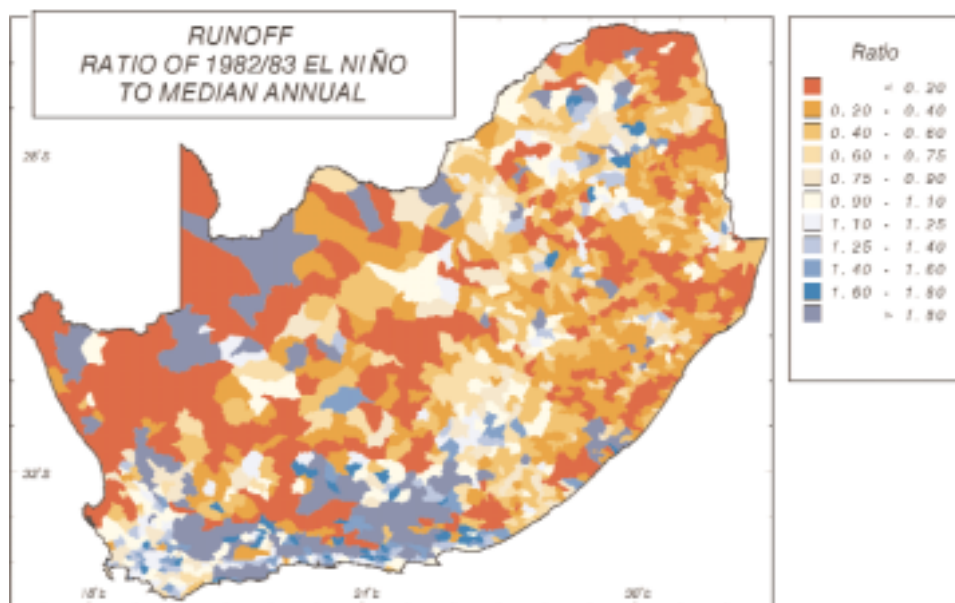 RUNOFF
RATIO OF 1982/83 EL NIÑO
TO MEDIAN ANNUAL
Ratio
< 0.20
0.20 - 0.40
0.40 - 0.60
0.60 - 0.75
0.75 - 0.90
0.90 - 1.10
1.10 - 1.25
1.25 - 1.40
1.40 - 1.60
1.60 - 1.80
> 1.80
33°S